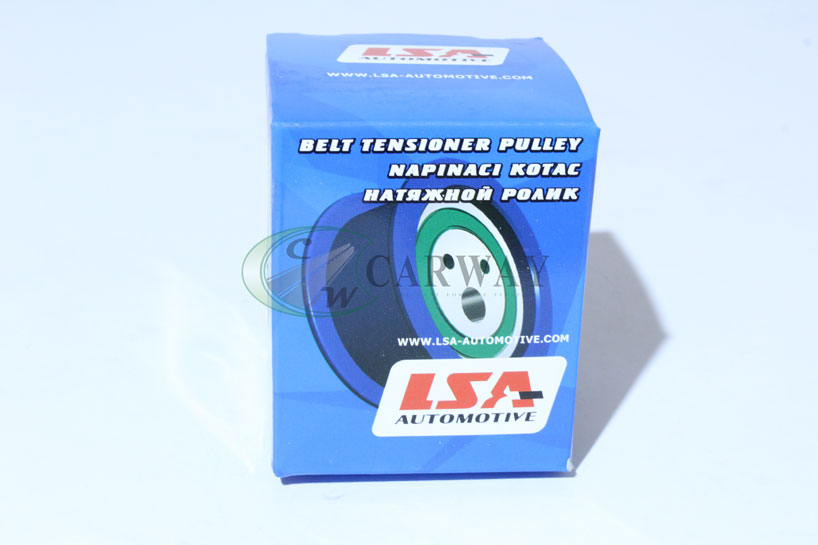 LSA
AUTOMOTIVE
WWW.LSA-AUTOMOTIVE.COM
BELT TENSIONER PULLEY
NAPINACI KOTAC
НАТЯЖНОЙ РОЛИК
CW CARWAY
WWW.LSA-AUTOMOTIVE.COM
LSA
AUTOMOTIVE